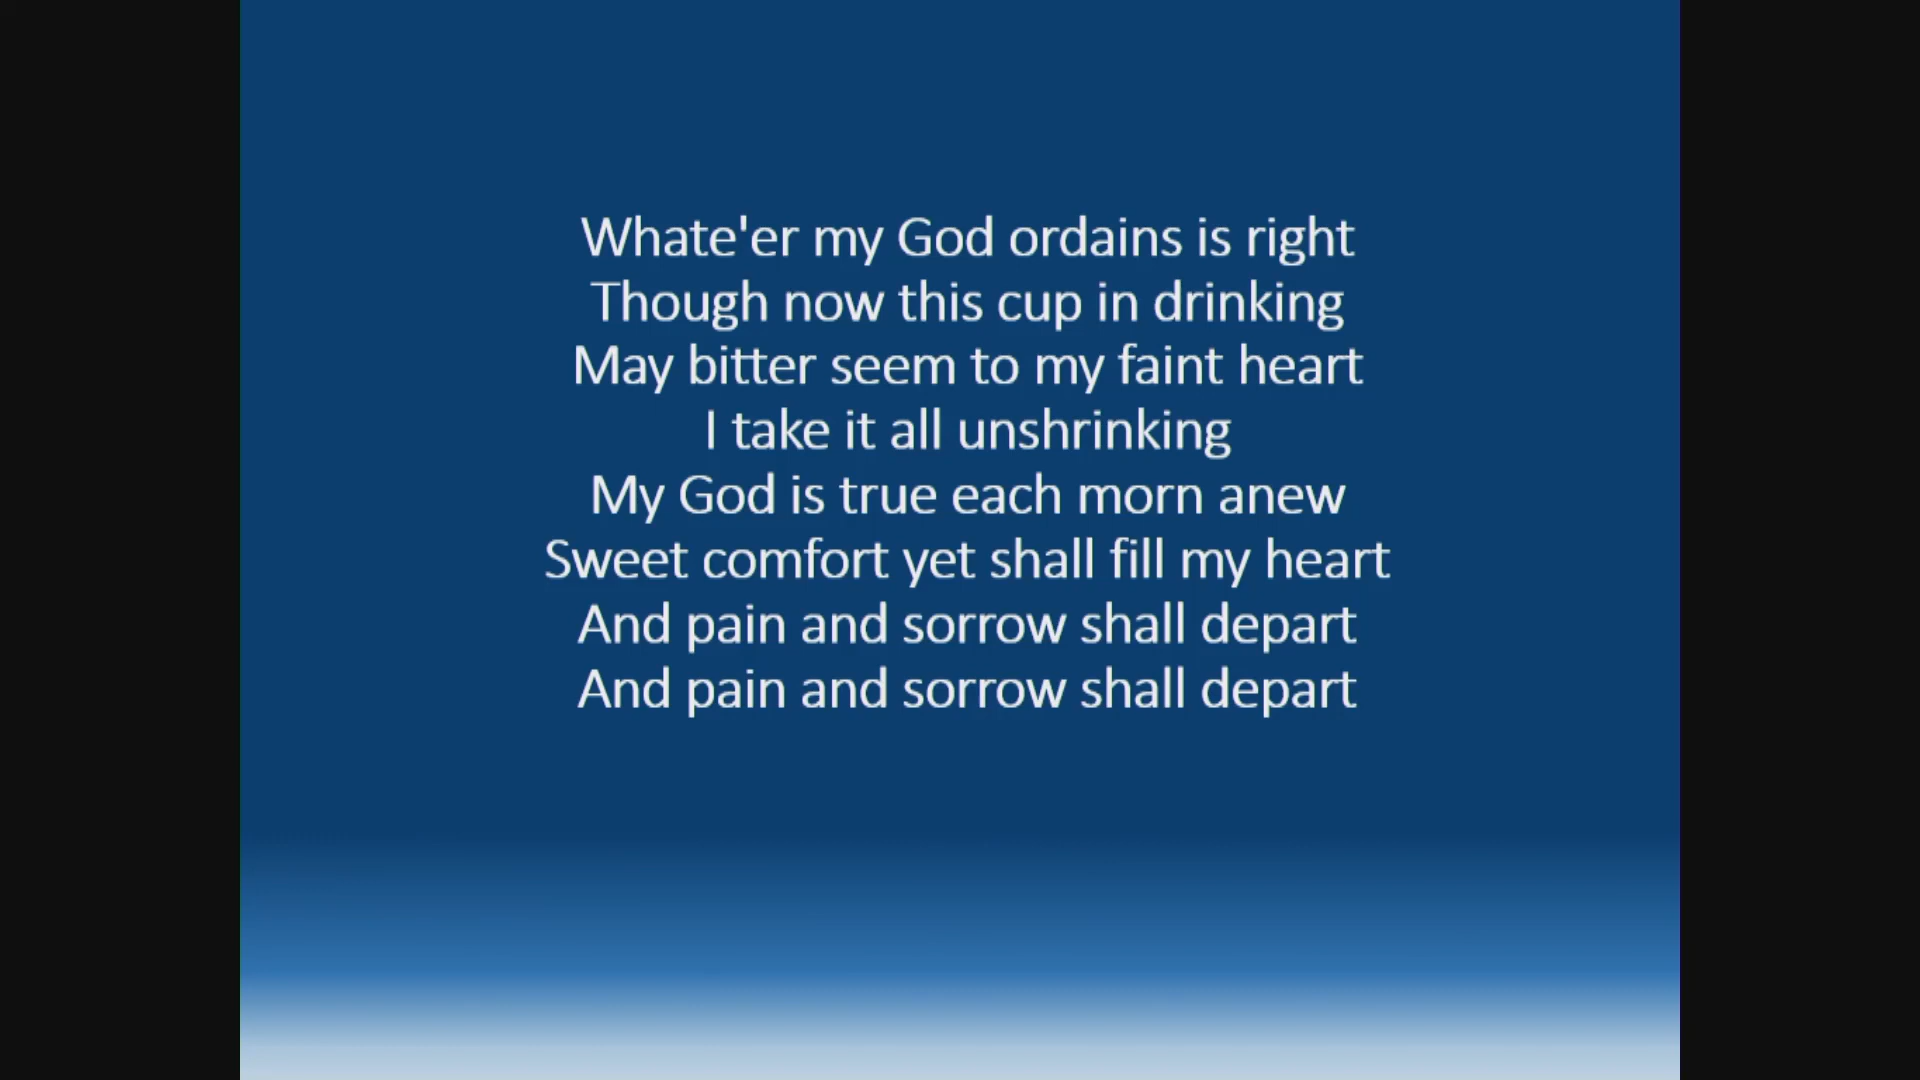 Whate'er my God ordains is right
Though now this cup in drinking
May bitter seem to my faint heart
I take it all unshrinking
My God is true each morn anew
Sweet comfort yet shall fill my heart
And pain and sorrow shall depart
And pain and sorrow shall depart